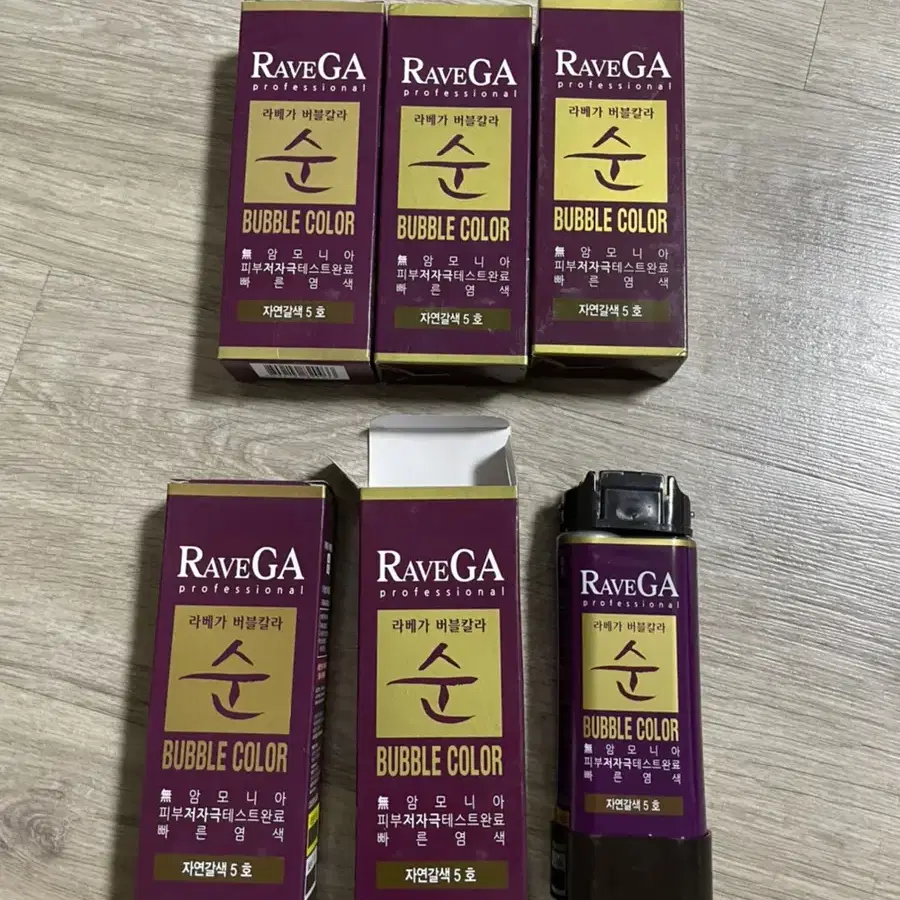 RAVEGA
professional
라베가 버블칼라
순
BUBBLE COLOR
無 암 모 니 아
피부저자극테스트완료
빠 른 염 색
자연갈색 5 호
RAVEGA
professional
라베가 버블칼라
순
BUBBLE COLOR
無 암 모 니 아
피부저자극테스트완료
빠 른 염 색
자연갈색 5 호
RAVEGA
professional
라베가 버블칼라
순
BUBBLE COLOR
無 암 모 니 아
피부저자극테스트완료
빠 른 염 색
자연갈색 5 호
RAVEGA
professional
라베가 버블칼라
순
BUBBLE COLOR
無 암 모 니 아
피부저자극테스트완료
빠 른 염 색
자연갈색 5 호
RAVEGA
professional
라베가 버블칼라
순
BUBBLE COLOR
無 암 모 니 아
피부저자극테스트완료
빠 른 염 색
자연갈색 5 호
RAVEGA
professional
라베가 버블칼라
순
BUBBLE COLOR
無 암 모 니 아
피부저자극테스트완료
빠 른 염 색
자연갈색 5 호